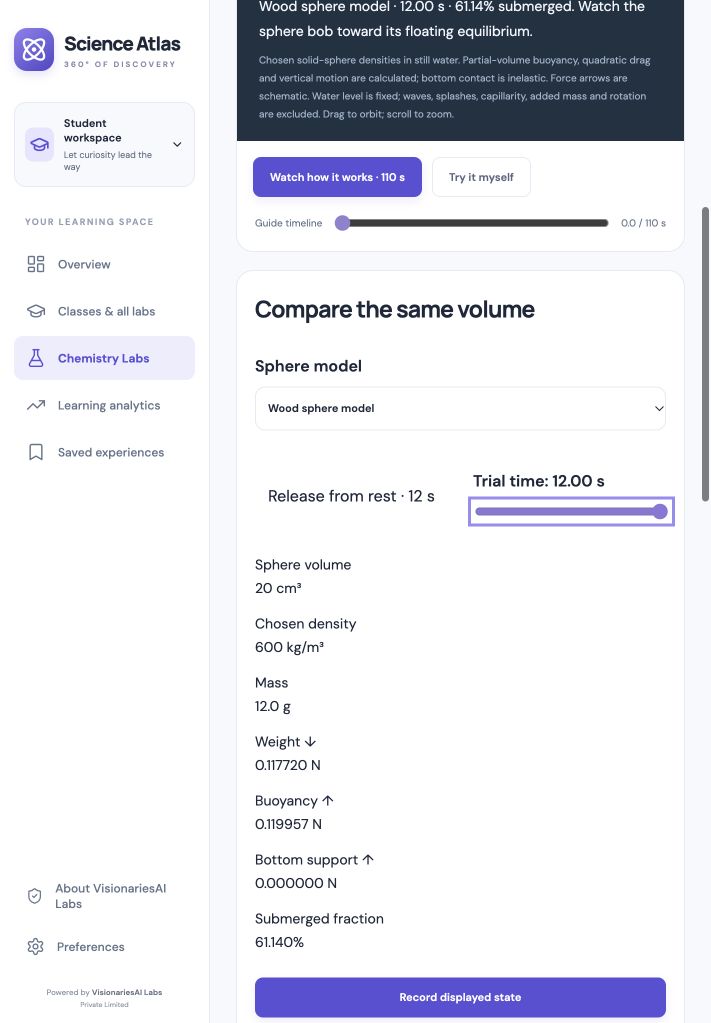 Science Atlas
360° OF DISCOVERY
Student
workspace
Let curiosity lead the
way
YOUR LEARNING SPACE
Overview
Classes & all labs
Chemistry Labs
Learning analytics
Saved experiences
About VisionariesAI
Labs
Preferences
Powered by VisionariesAI Labs
Private Limited
Wood sphere model · 12.00 s · 61.14% submerged. Watch the
sphere bob toward its floating equilibrium.
Chosen solid-sphere densities in still water. Partial-volume buoyancy, quadratic drag
and vertical motion are calculated; bottom contact is inelastic. Force arrows are
schematic. Water level is fixed; waves, splashes, capillarity, added mass and rotation
are excluded. Drag to orbit; scroll to zoom.
Watch how it works · 110 s
Try it myself
Guide timeline
0.0 / 110 s
Compare the same volume
Sphere model
Wood sphere model
Release from rest · 12 s
Trial time: 12.00 s
Sphere volume
20 cm³
Chosen density
600 kg/m³
Mass
12.0 g
Weight ↓
0.117720 N
Buoyancy ↑
0.119957 N
Bottom support ↑
0.000000 N
Submerged fraction
61.140%
Record displayed state